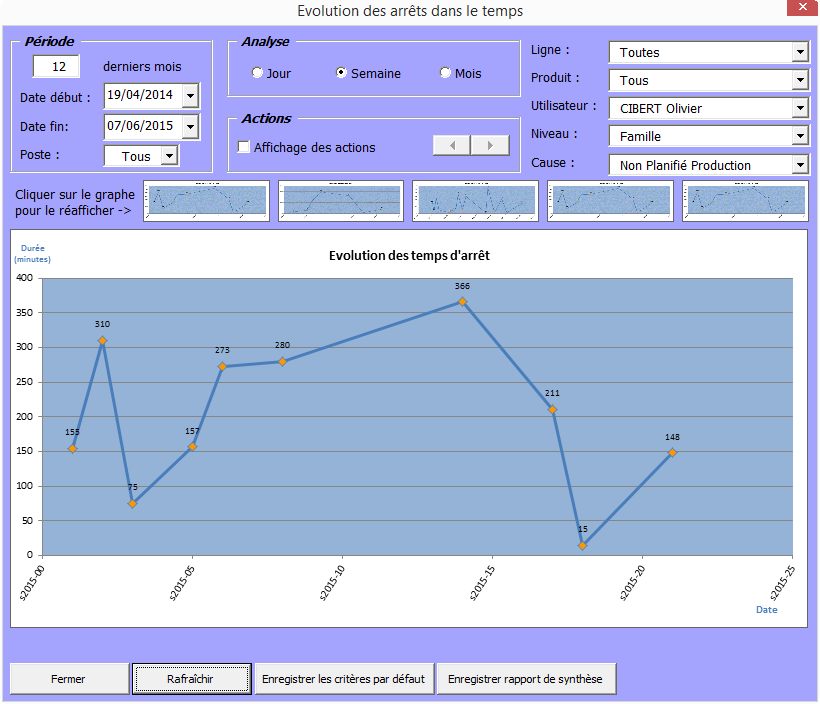 Evolution des arrêts dans le temps
Période
12 derniers mois
Date début : 19/04/2014
Date fin: 07/06/2015
Poste : Tous
Analyse
Jour Semaine Mois
Actions
Affichage des actions
Ligne : Toutes
Produit : Tous
Utilisateur : CIBERT Olivier
Niveau : Famille
Cause : Non Planifié Production
Cliquer sur le graphe
pour le réafficher ->
Durée
(minutes)
Evolution des temps d'arrêt
400
350
300
250
200
150
100
50
0
155
310
75
157
273
280
366
211
15
148
s2015-00
s2015-05
s2015-10
s2015-15
s2015-20
s2015-25
Date
Fermer
Rafraîchir
Enregistrer les critères par défaut
Enregistrer rapport de synthèse